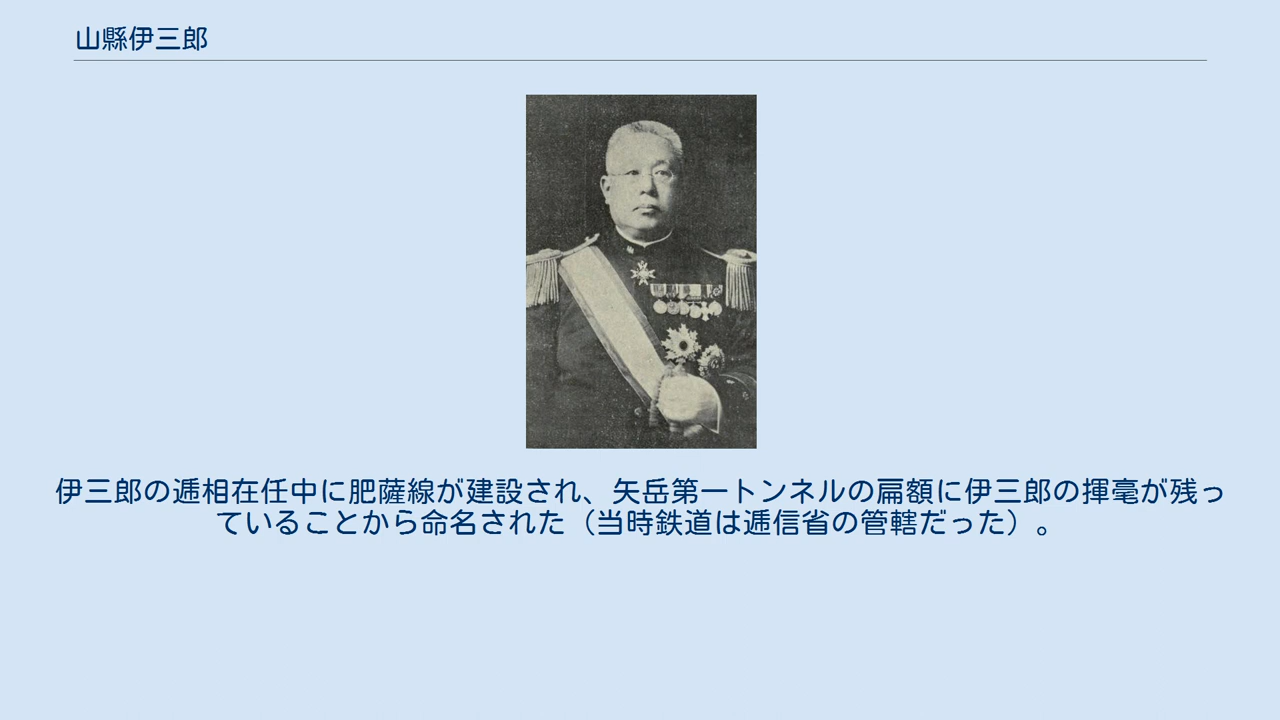 山縣伊三郎
伊三郎の逓相在任中に肥薩線が建設され、矢岳第一トンネルの扁額に伊三郎の揮毫が残っ
ていることから命名された（当時鉄道は逓信省の管轄だった）。